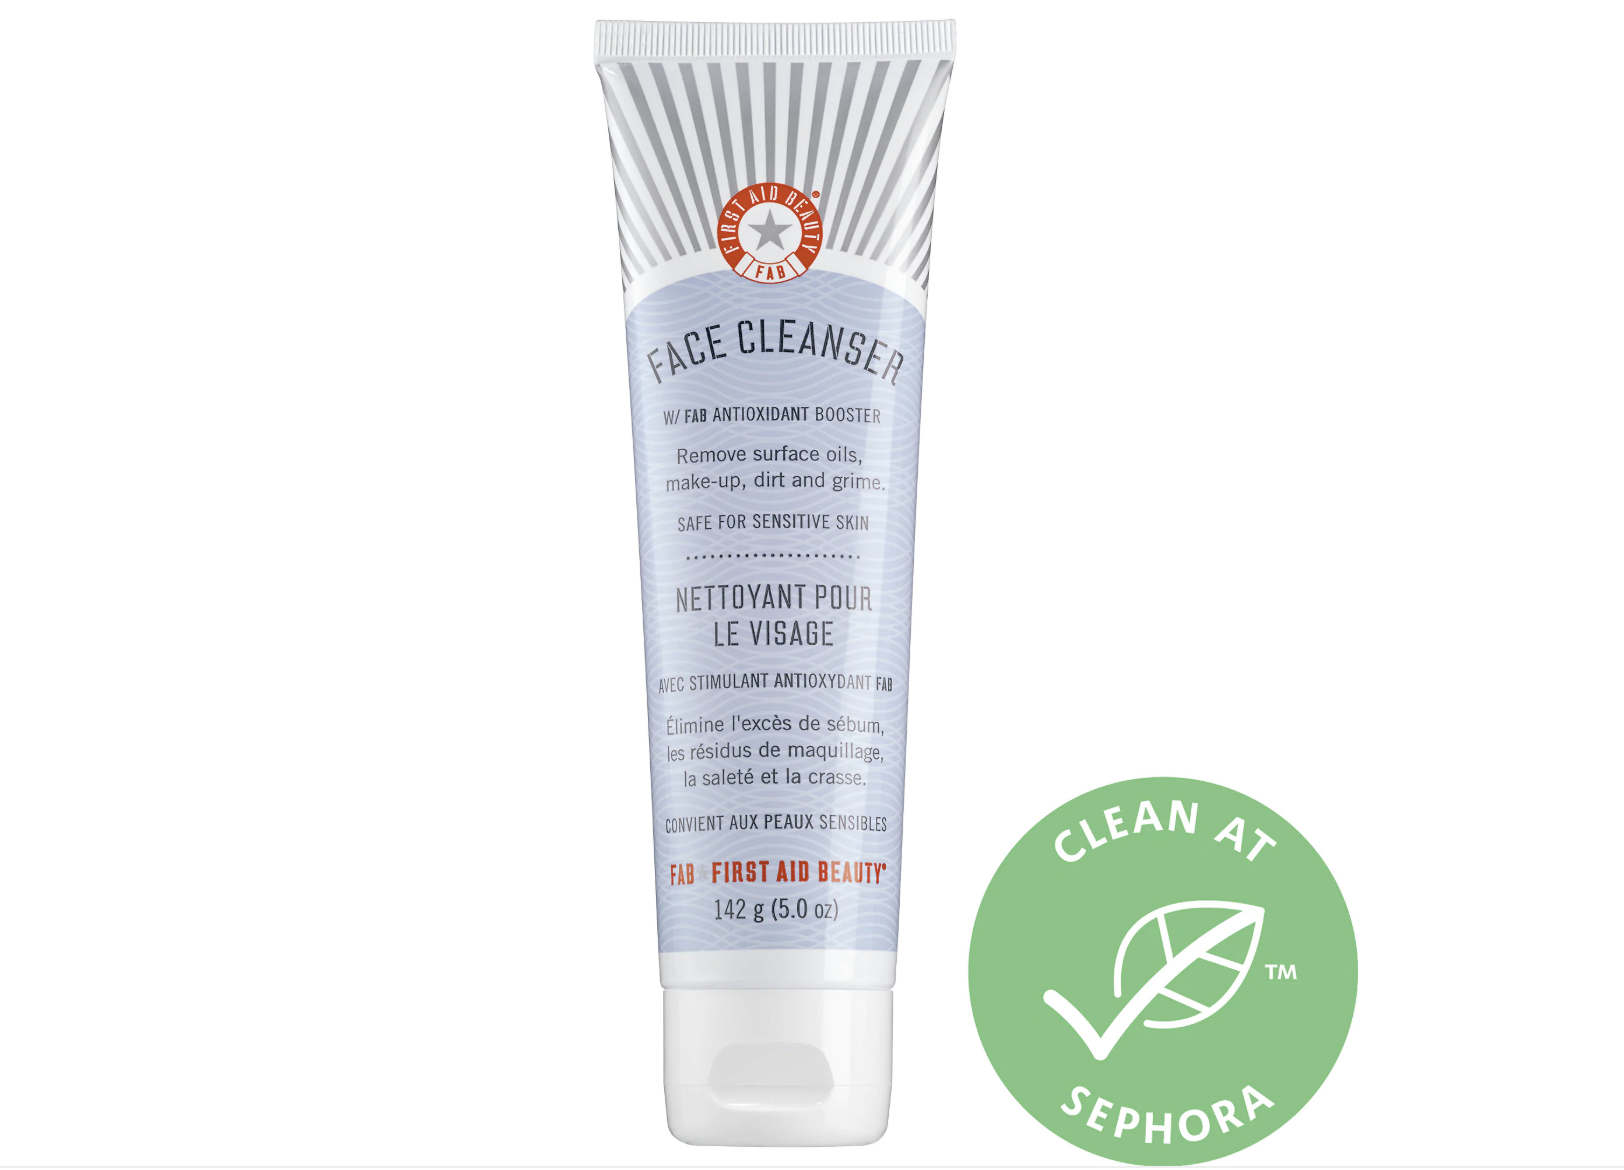 FIRST AID BEAUTY®
FAB
FACE CLEANSER
W/ FAB ANTIOXIDANT BOOSTER
Remove surface oils,
make-up, dirt and grime.
SAFE FOR SENSITIVE SKIN
NETTOYANT POUR
LE VISAGE
AVEC STIMULANT ANTIOXYDANT FAB
Élimine l'excès de sébum,
les résidus de maquillage,
la saleté et la crasse.
CONVIENT AUX PEAUX SENSIBLES
FAB FIRST AID BEAUTY®
142 g (5.0 oz)
CLEAN AT
TM
SEPHORA